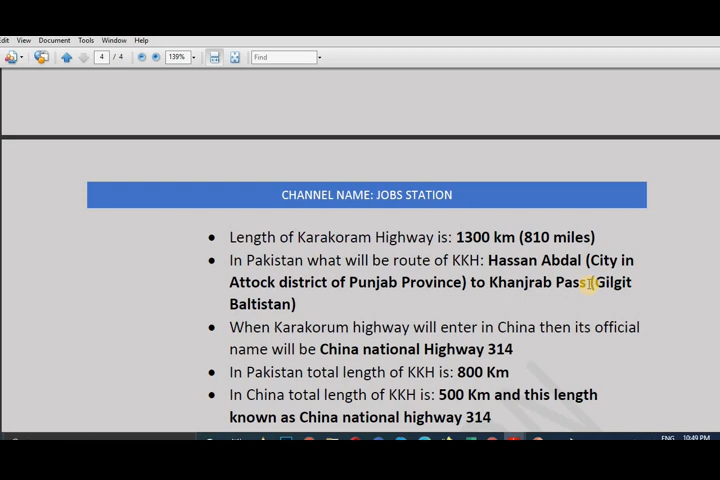 Edit View Document Tools Window Help
4 / 4 139% Find
CHANNEL NAME: JOBS STATION
• Length of Karakoram Highway is: 1300 km (810 miles)
• In Pakistan what will be route of KKH: Hassan Abdal (City in
Attock district of Punjab Province) to Khanjrab Pass (Gilgit
Baltistan)
• When Karakorum highway will enter in China then its official
name will be China national Highway 314
• In Pakistan total length of KKH is: 800 Km
• In China total length of KKH is: 500 Km and this length
known as China national highway 314
ENG 10:49 PM